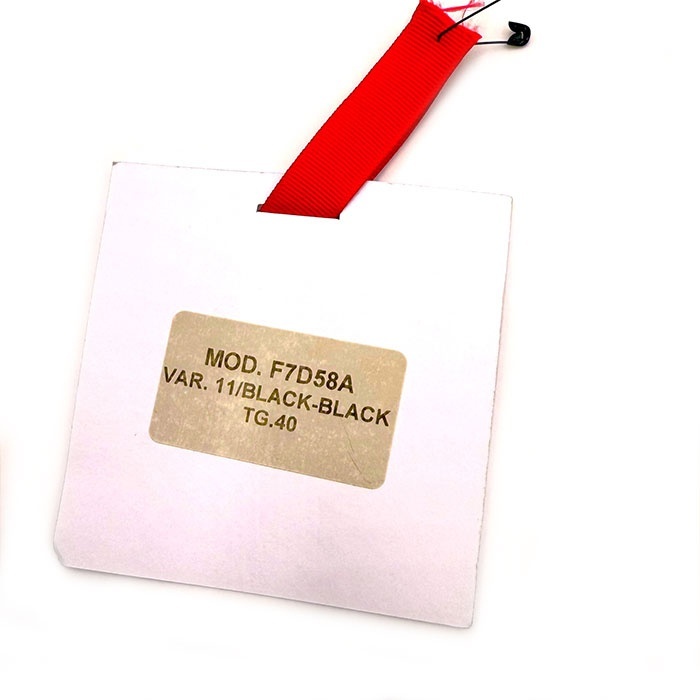 MOD. F7D58A
VAR. 11/BLACK-BLACK
TG.40